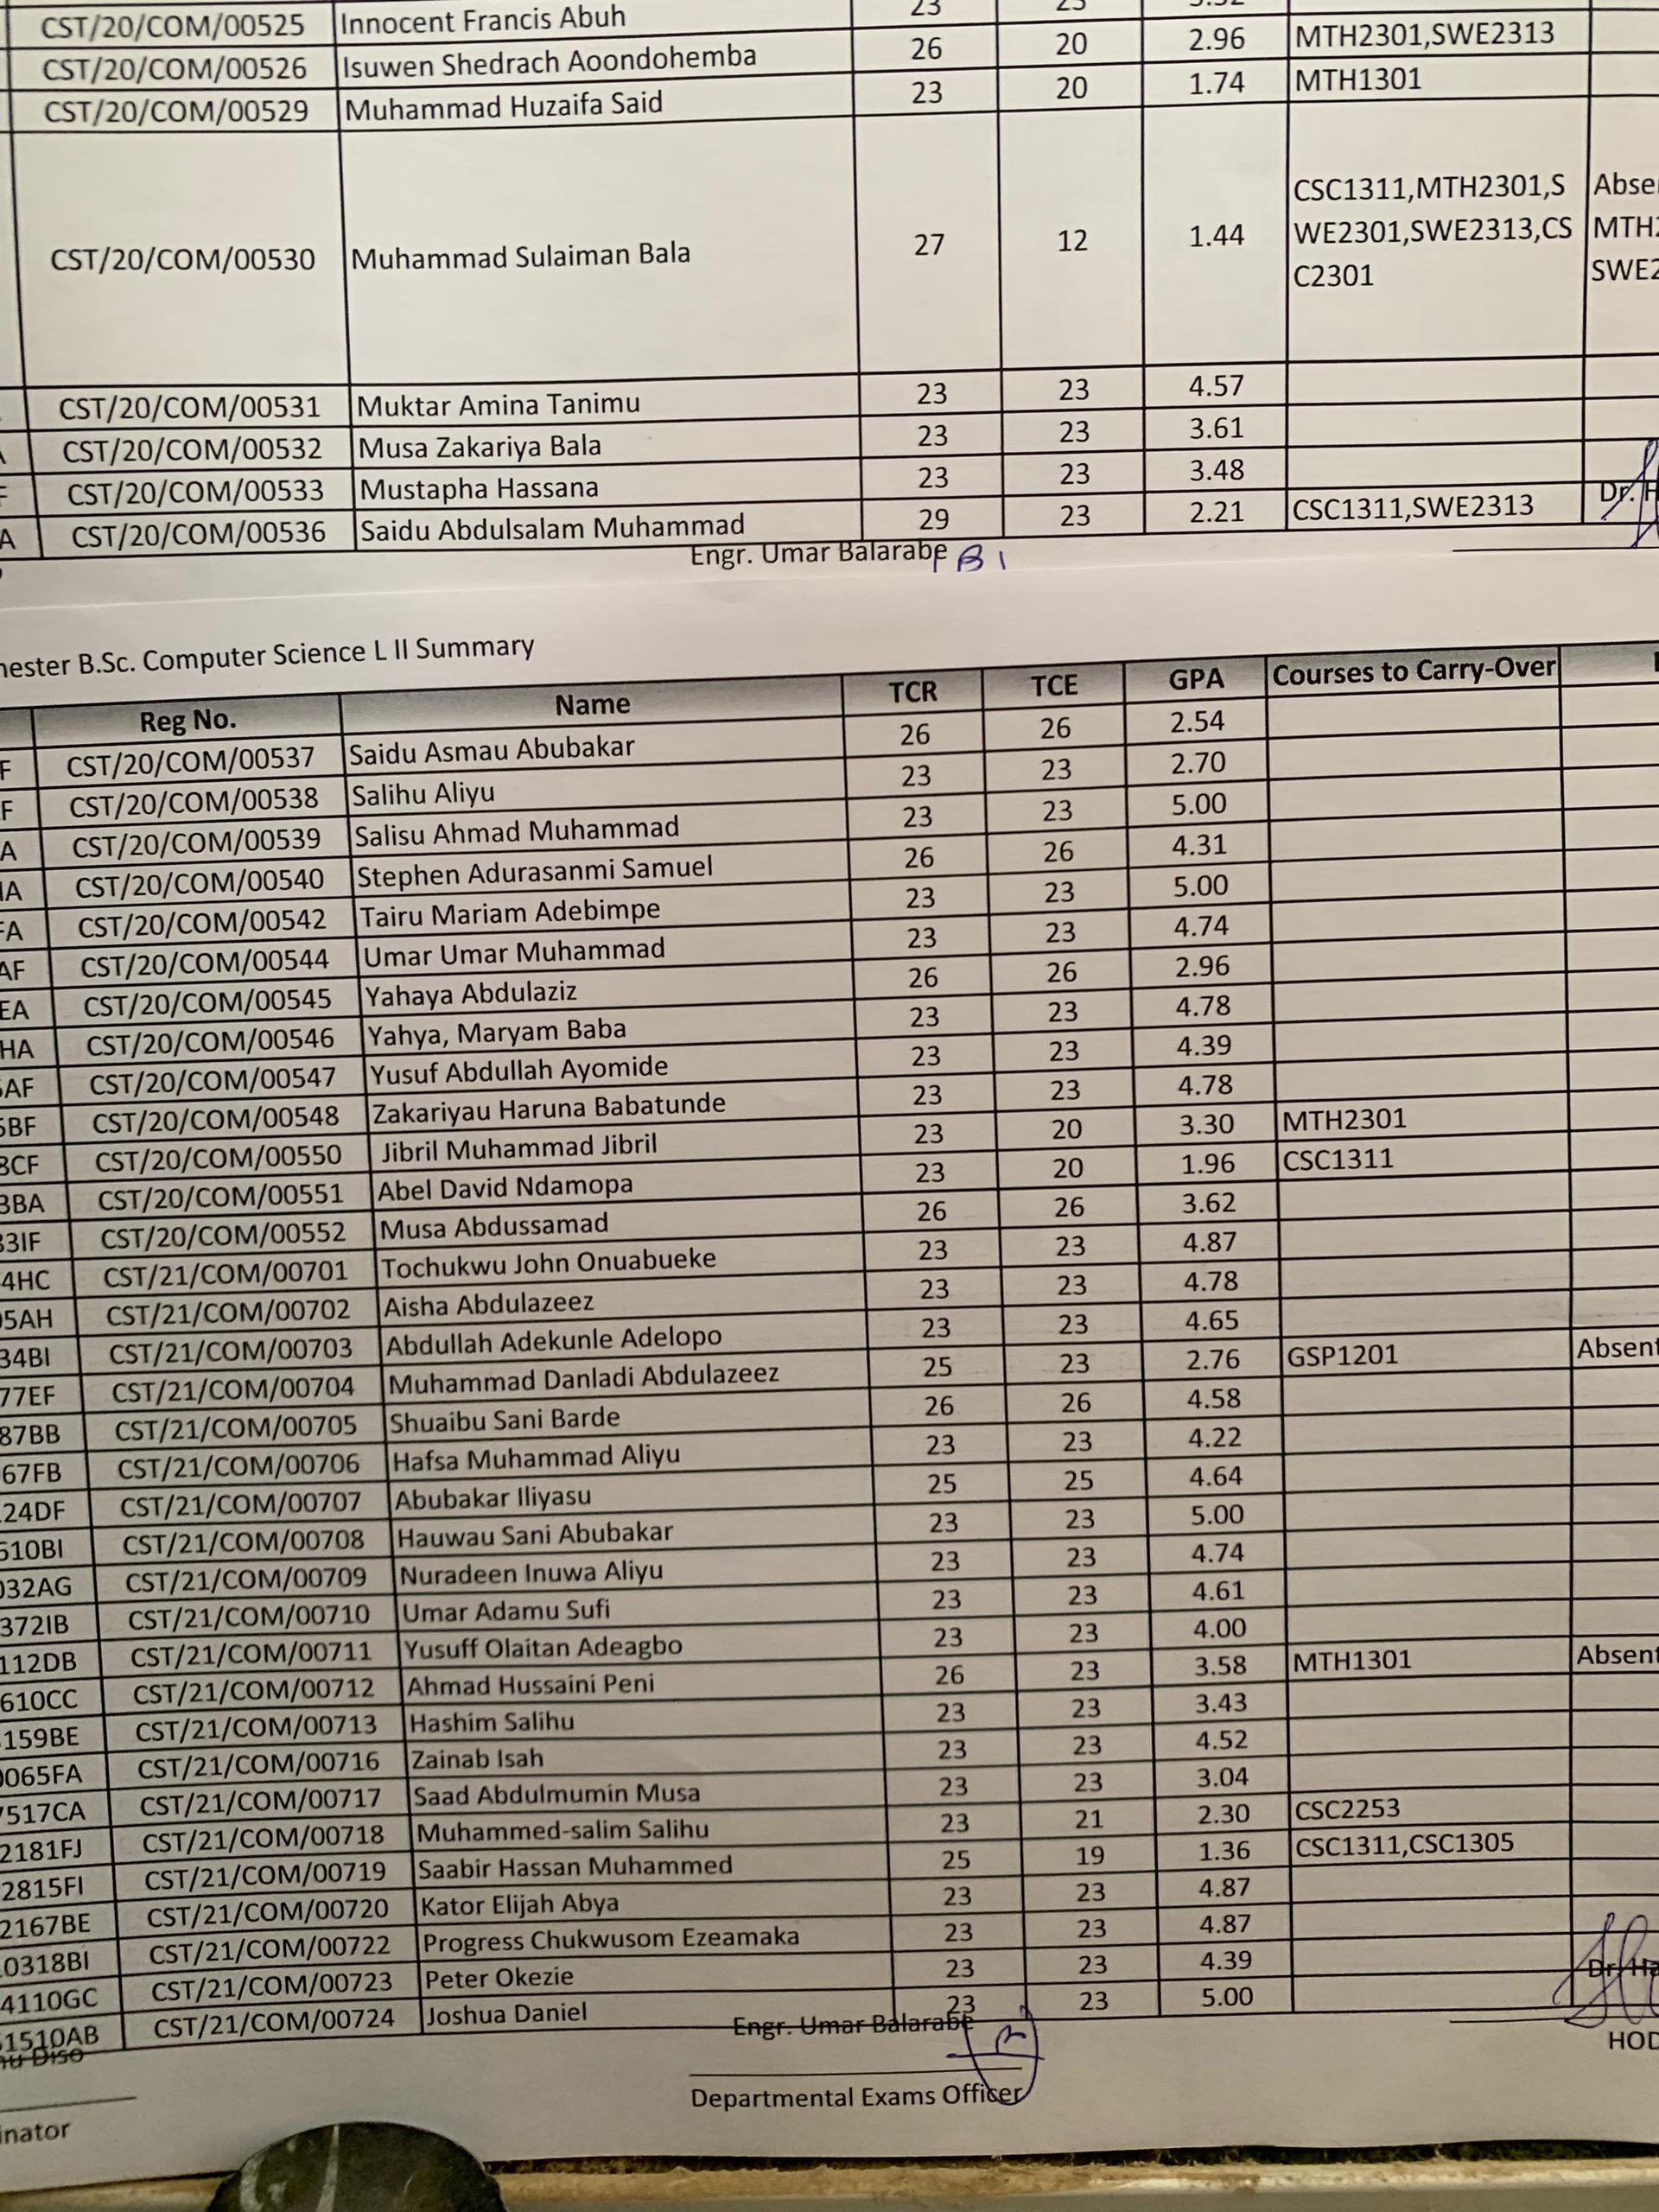 CST/20/COM/00525 Innocent Francis Abuh 23 23
CST/20/COM/00526 Isuwen Shedrach Aoondohemba 26 20 2.96 MTH2301,SWE2313
CST/20/COM/00529 Muhammad Huzaifa Said 23 20 1.74 MTH1301
CST/20/COM/00530 Muhammad Sulaiman Bala 27 12 1.44 CSC1311,MTH2301,S
WE2301,SWE2313,CS
C2301
CST/20/COM/00531 Muktar Amina Tanimu 23 23 4.57
CST/20/COM/00532 Musa Zakariya Bala 23 23 3.61
CST/20/COM/00533 Mustapha Hassana 23 23 3.48
A CST/20/COM/00536 Saidu Abdulsalam Muhammad 29 23 2.21 CSC1311,SWE2313
Engr. Umar Balarabe Dr.
B.Sc. Computer Science L II Summary
Reg No. Name TCR TCE GPA Courses to Carry-Over
F CST/20/COM/00537 Saidu Asmau Abubakar 26 26 2.54
F CST/20/COM/00538 Salihu Aliyu 23 23 2.70
A CST/20/COM/00539 Salisu Ahmad Muhammad 23 23 5.00
IA CST/20/COM/00540 Stephen Adurasanmi Samuel 26 26 4.31
FA CST/20/COM/00542 Tairu Mariam Adebimpe 23 23 5.00
AF CST/20/COM/00544 Umar Umar Muhammad 23 23 4.74
EA CST/20/COM/00545 Yahaya Abdulaziz 26 26 2.96
HA CST/20/COM/00546 Yahya, Maryam Baba 23 23 4.78
AF CST/20/COM/00547 Yusuf Abdullah Ayomide 23 23 4.39
BF CST/20/COM/00548 Zakariyau Haruna Babatunde 23 23 4.78
CF CST/20/COM/00550 Jibril Muhammad Jibril 23 20 3.30 MTH2301
BA CST/20/COM/00551 Abel David Ndamopa 23 20 1.96 CSC1311
3IF CST/20/COM/00552 Musa Abdussamad 26 26 3.62
4HC CST/21/COM/00701 Tochukwu John Onuabueke 23 23 4.87
5AH CST/21/COM/00702 Aisha Abdulazeez 23 23 4.78
34BI CST/21/COM/00703 Abdullah Adekunle Adelopo 23 23 4.65
77EF CST/21/COM/00704 Muhammad Danladi Abdulazeez 25 23 2.76 GSP1201 Absent
87BB CST/21/COM/00705 Shuaibu Sani Barde 26 26 4.58
67FB CST/21/COM/00706 Hafsa Muhammad Aliyu 23 23 4.22
24DF CST/21/COM/00707 Abubakar Iliyasu 25 25 4.64
510BI CST/21/COM/00708 Hauwau Sani Abubakar 23 23 5.00
032AG CST/21/COM/00709 Nuradeen Inuwa Aliyu 23 23 4.74
372IB CST/21/COM/00710 Umar Adamu Sufi 23 23 4.61
112DB CST/21/COM/00711 Yusuff Olaitan Adeagbo 23 23 4.00
610CC CST/21/COM/00712 Ahmad Hussaini Peni 26 23 3.58 MTH1301 Absent
159BE CST/21/COM/00713 Hashim Salihu 23 23 3.43
065FA CST/21/COM/00716 Zainab Isah 23 23 4.52
517CA CST/21/COM/00717 Saad Abdulmumin Musa 23 23 3.04
2181FJ CST/21/COM/00718 Muhammed-salim Salihu 23 21 2.30 CSC2253
2815FI CST/21/COM/00719 Saabir Hassan Muhammed 25 19 1.36 CSC1311,CSC1305
2167BE CST/21/COM/00720 Kator Elijah Abya 23 23 4.87
0318BI CST/21/COM/00722 Progress Chukwusom Ezeamaka 23 23 4.87
4110GC CST/21/COM/00723 Peter Okezie 23 23 4.39
1510AB CST/21/COM/00724 Joshua Daniel 23 23 5.00
Diso Engr. Umar Balarabe Dr.
Departmental Exams Officer HOD